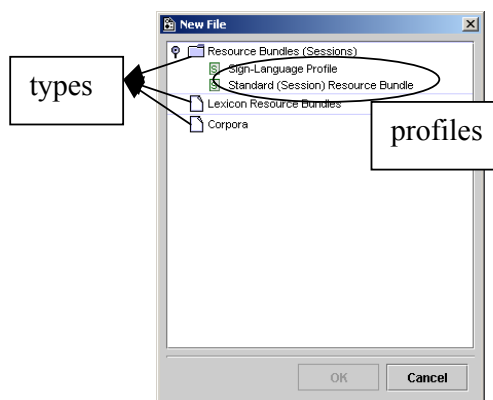 New File
Resource Bundles (Sessions)
Sign-Language Profile
Standard (Session) Resource Bundle
Lexicon Resource Bundles
Corpora
types
profiles
OK
Cancel